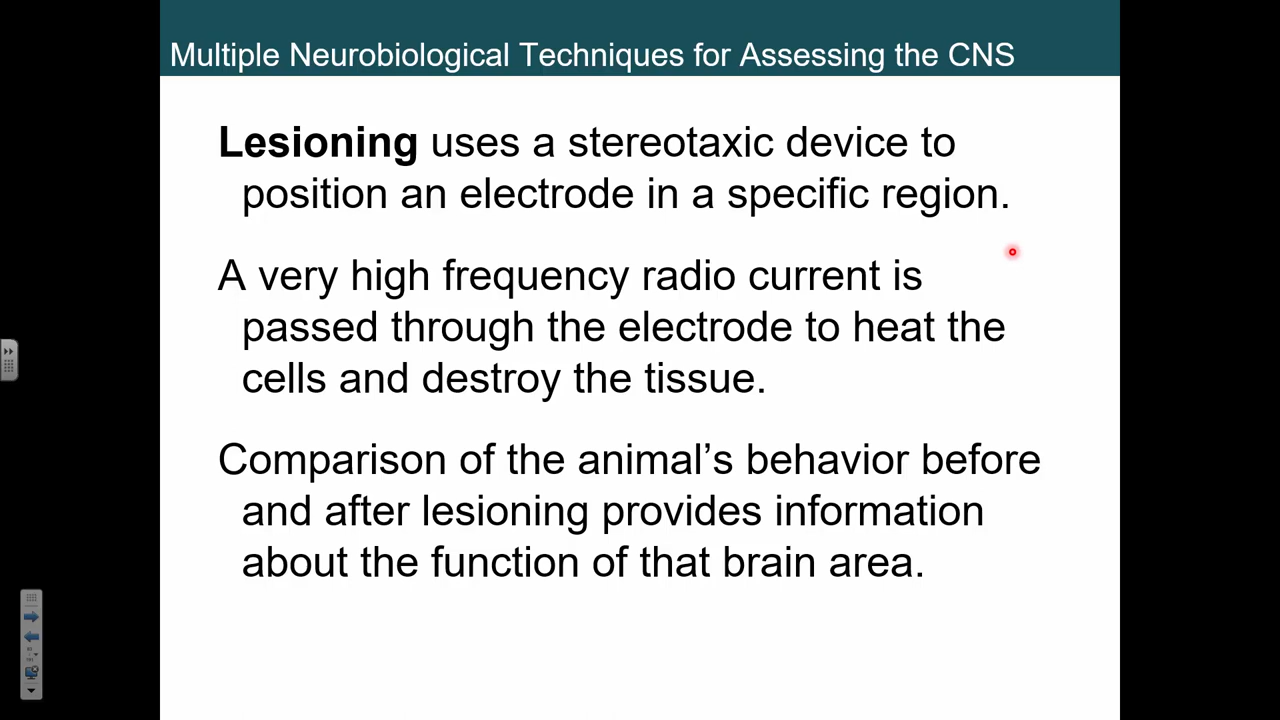 Multiple Neurobiological Techniques for Assessing the CNS
Lesioning uses a stereotaxic device to
position an electrode in a specific region.
A very high frequency radio current is
passed through the electrode to heat the
cells and destroy the tissue.
Comparison of the animal’s behavior before
and after lesioning provides information
about the function of that brain area.